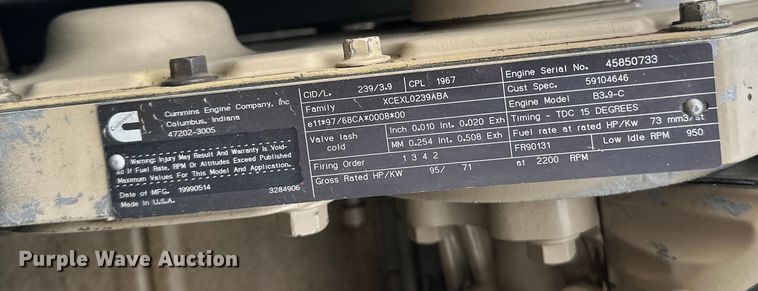 Cummins Engine Company, Inc
Columbus, Indiana
47202-3005
Warning: Injury May Result And Warranty Is Void-
ed If Fuel Rate, RPM Or Altitudes Exceed Published
Maximum Values For This Model And Application.
Date of MFG. 19990514 3284906
Made in U.S.A.
CID/L. 239/3.9 CPL 1967
Family XCEXL0239ABA
e11*97/68CA*0008*00
Valve lash cold Inch 0.010 Int. 0.020 Exh
MM 0.254 Int. 0.508 Exh
Firing Order 1 3 4 2
Gross Rated HP/KW 95/ 71 at 2200 RPM
Engine Serial No. 45850733
Cust Spec. 59104646
Engine Model B3.9-C
Timing - TDC 15 DEGREES
Fuel rate at rated HP/KW 73 mm3/st
FR90131 Low Idle RPM 950
Purple Wave Auction